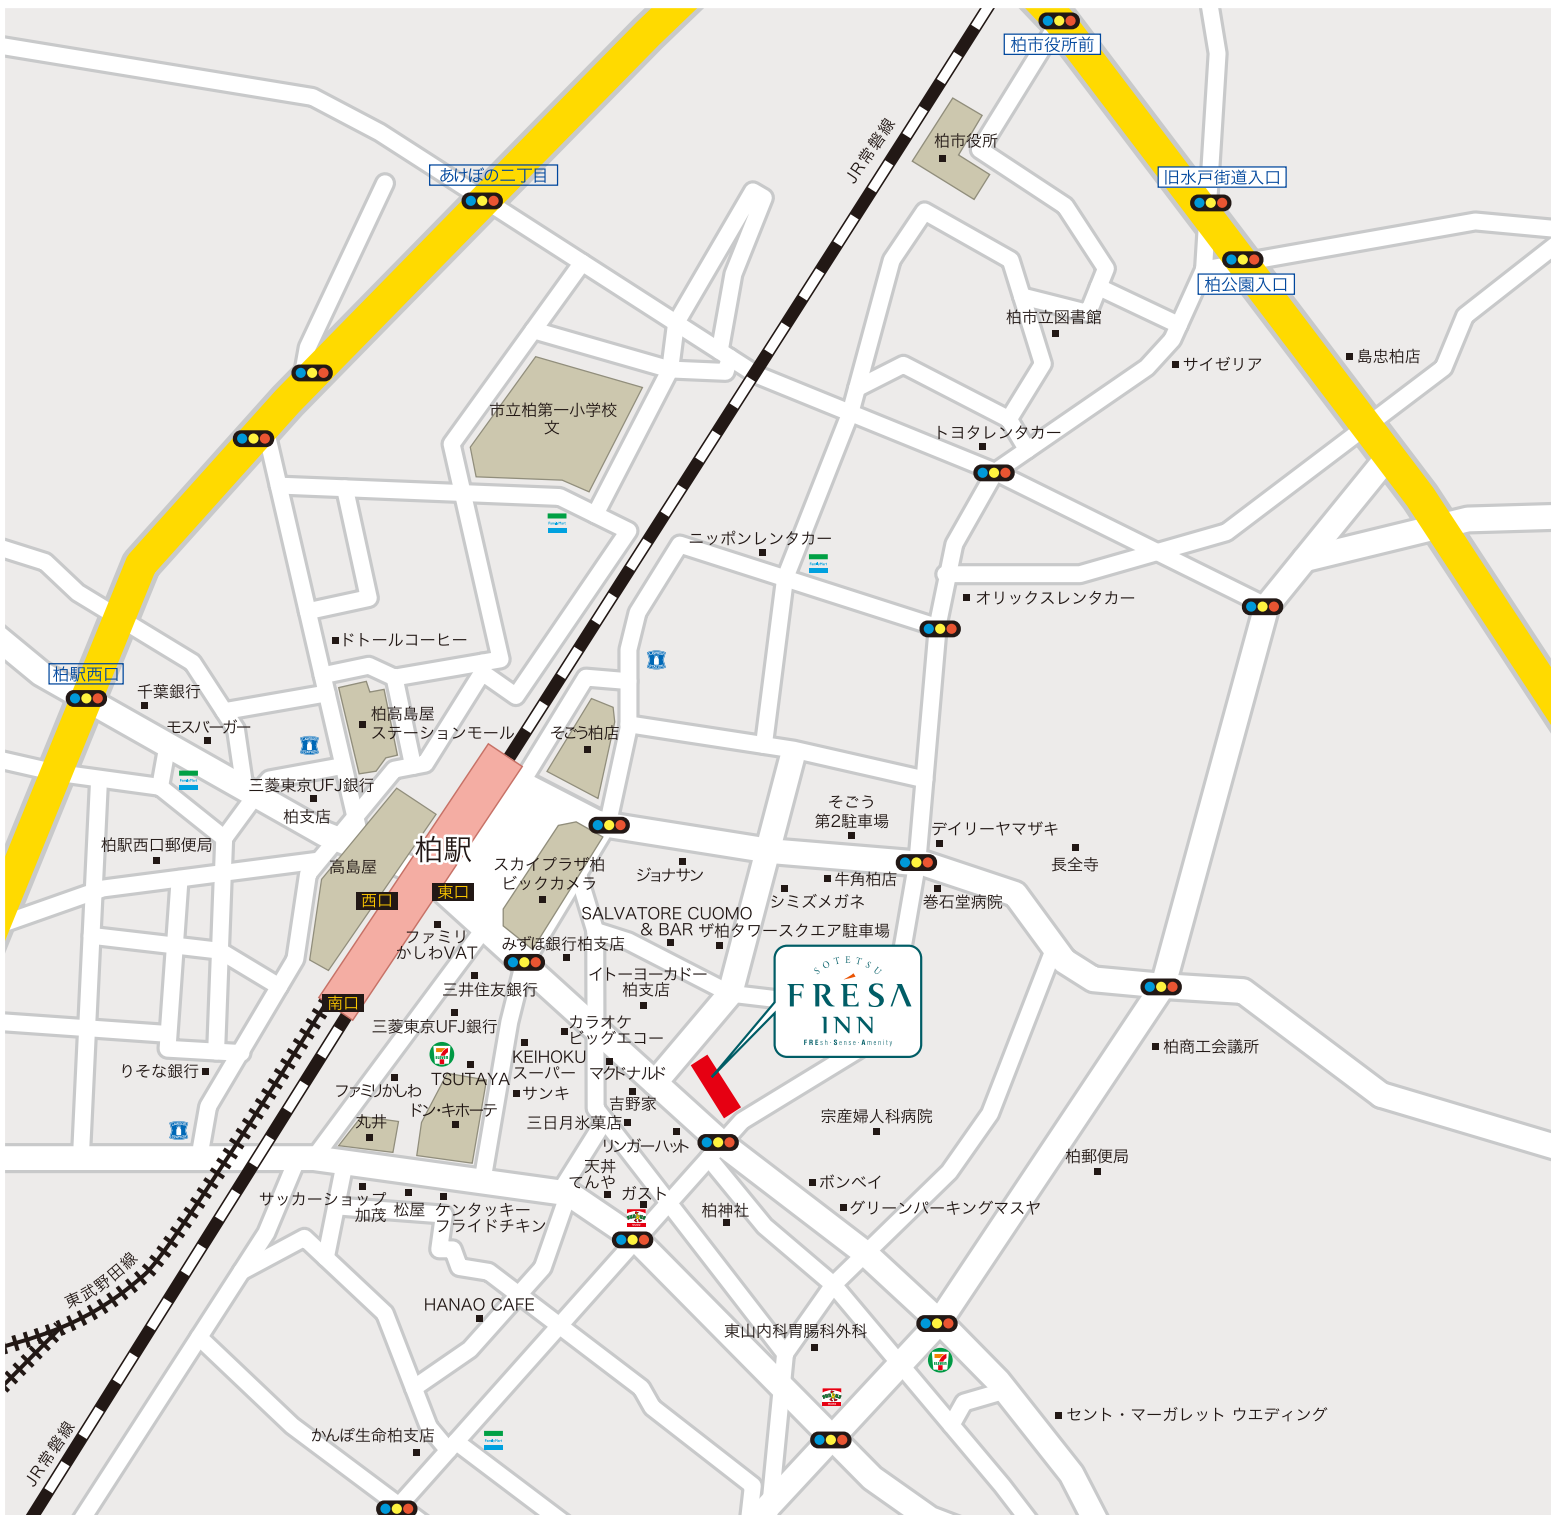 柏市役所前
JR常磐線
柏市役所
あけぼの二丁目
旧水戸街道入口
柏公園入口
柏市立図書館
サイゼリア
島忠柏店
市立柏第一小学校
文
トヨタレンタカー
ニッポンレンタカー
オリックスレンタカー
ドトールコーヒー
柏駅西口
千葉銀行
モスバーガー
柏高島屋
ステーションモール
そごう柏店
三菱東京UFJ銀行
柏支店
そごう
第2駐車場
デイリーヤマザキ
長全寺
柏駅西口郵便局
高島屋
柏駅
西口
東口
スカイプラザ柏
ビックカメラ
ジョナサン
牛角柏店
シミズメガネ
巻石堂病院
SALVATORE CUOMO
& BAR
ザ柏タワースクエア駐車場
ファミリ
かしわVAT
みずほ銀行柏支店
イトーヨーカドー
柏支店
三井住友銀行
南口
三菱東京UFJ銀行
カラオケ
ビッグエコー
SOTETSU
FRESA
INN
FREsh·Sense·Amenity
柏商工会議所
りそな銀行
KEIHOKU
スーパー
TSUTAYA
マクドナルド
ファミリかしわ
サンキ
吉野家
ドン・キホーテ
丸井
三日月氷菓店
リンガーハット
宗産婦人科病院
柏郵便局
天丼
てんや
ガスト
ボンベイ
グリーンパーキングマスヤ
柏神社
サッカーショップ
加茂
松屋
ケンタッキー
フライドチキン
東武野田線
HANAO CAFE
東山内科胃腸科外科
JR常磐線
かんぽ生命柏支店
セント・マーガレット ウエディング